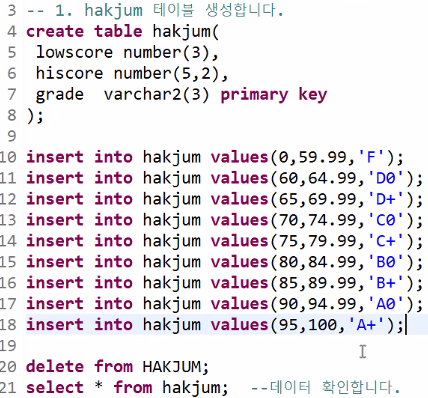 3 -- 1. hakjum 테이블 생성합니다.
4 create table hakjum(
5  lowscore number(3),
6  hiscore number(5,2),
7  grade  varchar2(3) primary key
8 );
9
10 insert into hakjum values(0,59.99,'F');
11 insert into hakjum values(60,64.99,'D0');
12 insert into hakjum values(65,69.99,'D+');
13 insert into hakjum values(70,74.99,'C0');
14 insert into hakjum values(75,79.99,'C+');
15 insert into hakjum values(80,84.99,'B0');
16 insert into hakjum values(85,89.99,'B+');
17 insert into hakjum values(90,94.99,'A0');
18 insert into hakjum values(95,100,'A+');
19
20 delete from HAKJUM;
21 select * from hakjum;  --데이터 확인합니다.